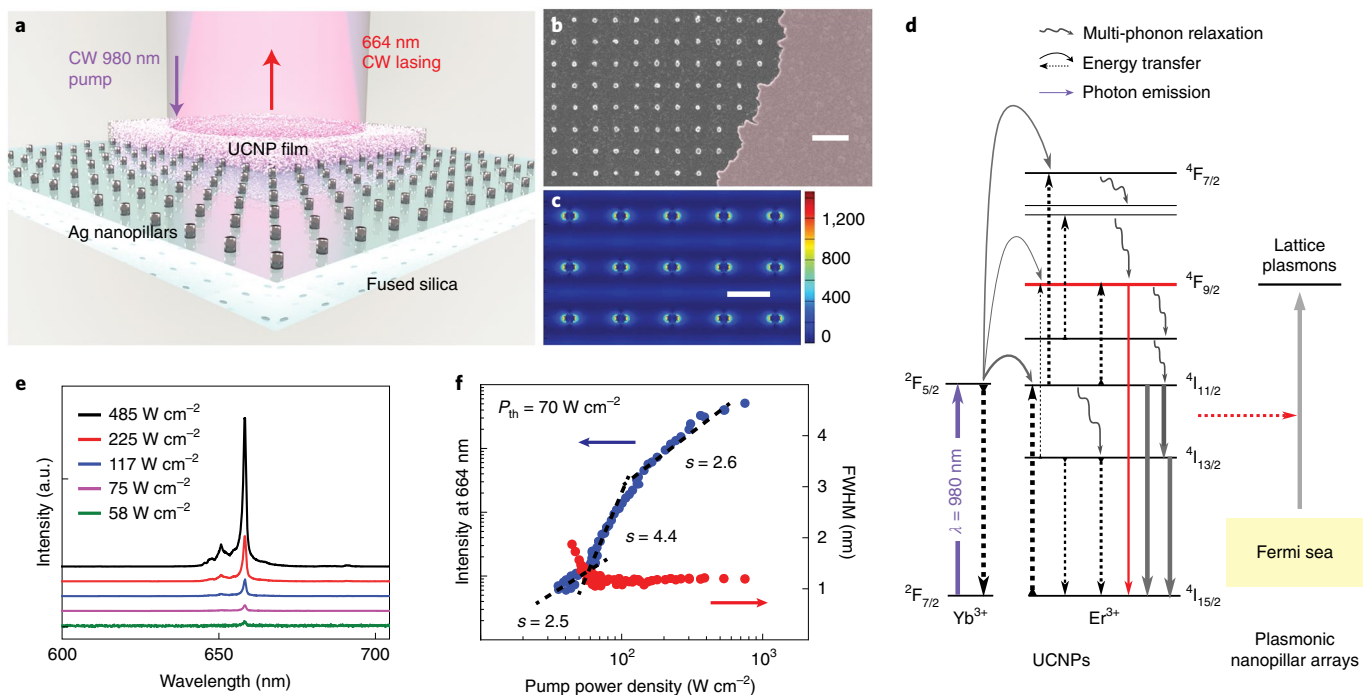 a
CW 980 nm
pump
664 nm
CW lasing
UCNP film
Ag nanopillars
Fused silica
b
c
1,200
800
400
0
d
Multi-phonon relaxation
Energy transfer
Photon emission
⁴F₇/₂
Lattice
plasmons
⁴F₉/₂
²F₅/₂
⁴I₁₁/₂
λ = 980 nm
⁴I₁₃/₂
Fermi sea
²F₇/₂
⁴I₁₅/₂
Yb³⁺
Er³⁺
UCNPs
Plasmonic
nanopillar arrays
e
485 W cm⁻²
225 W cm⁻²
117 W cm⁻²
75 W cm⁻²
58 W cm⁻²
Intensity (a.u.)
600
650
700
Wavelength (nm)
f
P_th = 70 W cm⁻²
s = 2.6
s = 4.4
s = 2.5
Intensity at 664 nm
4
3
2
1
FWHM (nm)
10²
10³
Pump power density (W cm⁻²)